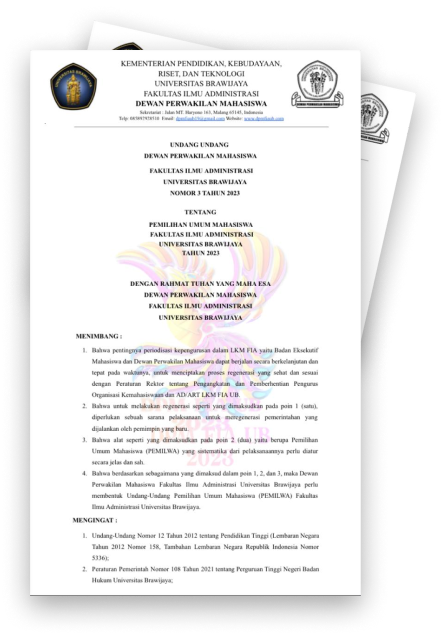 KEMENTERIAN PENDIDIKAN, KEBUDAYAAN,
RISET, DAN TEKNOLOGI
UNIVERSITAS BRAWIJAYA
FAKULTAS ILMU ADMINISTRASI
DEWAN PERWAKILAN MAHASISWA
Sekretariat : Jalan MT. Haryono 163, Malang 65145, Indonesia
UNDANG UNDANG
DEWAN PERWAKILAN MAHASISWA
FAKULTAS ILMU ADMINISTRASI
UNIVERSITAS BRAWIJAYA
NOMOR 3 TAHUN 2023
TENTANG
PEMILIHAN UMUM MAHASISWA
FAKULTAS ILMU ADMINISTRASI
UNIVERSITAS BRAWIJAYA
TAHUN 2023
DENGAN RAHMAT TUHAN YANG MAHA ESA
DEWAN PERWAKILAN MAHASISWA
FAKULTAS ILMU ADMINISTRASI
UNIVERSITAS BRAWIJAYA
MENIMBANG :
1. Bahwa pentingnya periodisasi kepengurusan dalam LKM FIA yaitu Badan Eksekutif
Mahasiswa dan Dewan Perwakilan Mahasiswa dapat berjalan secara berkelanjutan dan
tepat pada waktunya, untuk menciptakan proses regenerasi yang sehat dan sesuai
dengan Peraturan Rektor tentang Pengangkatan dan Pemberhentian Pengurus
Organisasi Kemahasiswaan dan AD/ART LKM FIA UB.
2. Bahwa untuk melakukan regenerasi seperti yang dimaksudkan pada poin 1 (satu),
diperlukan sebuah sarana pelaksanaan untuk meregenerasi pemerintahan yang
dijalankan oleh pemimpin yang baru.
3. Bahwa alat seperti yang dimaksudkan pada poin 2 (dua) yaitu berupa Pemilihan
Umum Mahasiswa (PEMILWA) yang sistematika dari pelaksanaannya perlu diatur
secara jelas dan sah.
4. Bahwa berdasarkan sebagaimana yang dimaksud dalam poin 1, 2, dan 3, maka Dewan
Perwakilan Mahasiswa Fakultas Ilmu Administrasi Universitas Brawijaya perlu
membentuk Undang-Undang Pemilihan Umum Mahasiswa (PEMILWA) Fakultas
Ilmu Administrasi Universitas Brawijaya.
MENGINGAT :
1. Undang-Undang Nomor 12 Tahun 2012 tentang Pendidikan Tinggi (Lembaran Negara
Tahun 2012 Nomor 158, Tambahan Lembaran Negara Republik Indonesia Nomor
5336);
2. Peraturan Pemerintah Nomor 108 Tahun 2021 tentang Perguruan Tinggi Negeri Badan
Hukum Universitas Brawijaya;